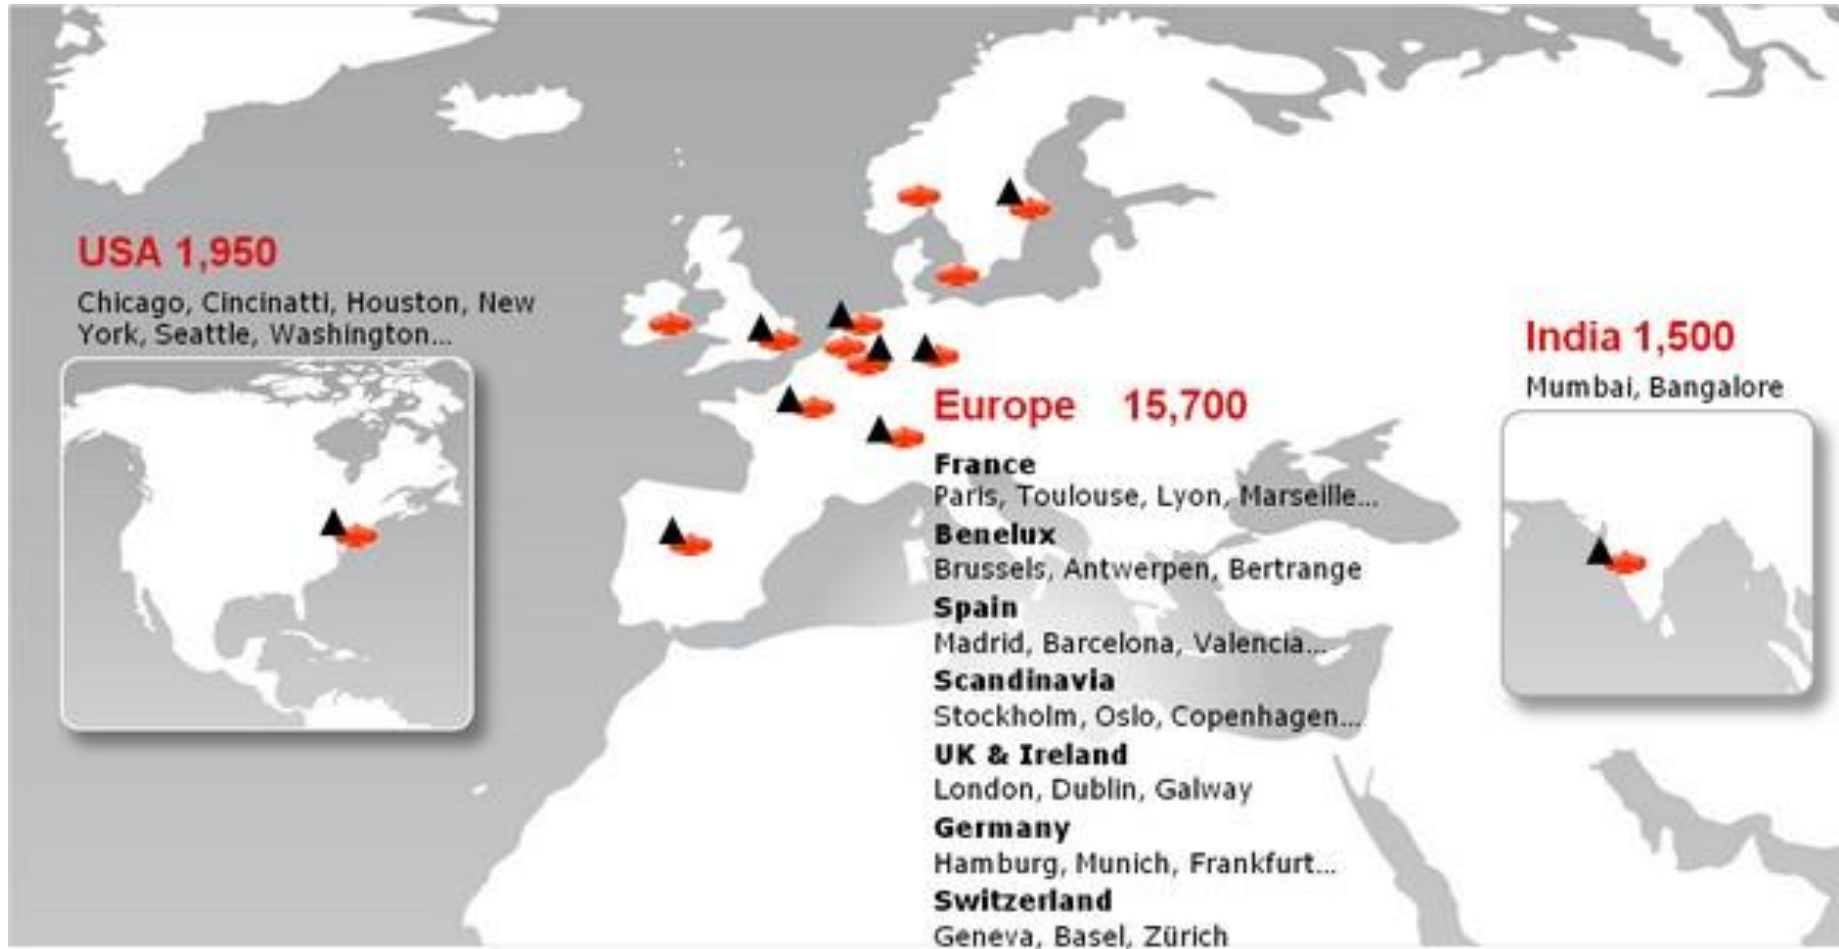 USA 1,950
Chicago, Cincinatti, Houston, New
York, Seattle, Washington...
India 1,500
Mumbai, Bangalore
Europe 15,700
France
Paris, Toulouse, Lyon, Marseille...
Benelux
Brussels, Antwerpen, Bertrange
Spain
Madrid, Barcelona, Valencia...
Scandinavia
Stockholm, Oslo, Copenhagen...
UK & Ireland
London, Dublin, Galway
Germany
Hamburg, Munich, Frankfurt...
Switzerland
Geneva, Basel, Zürich